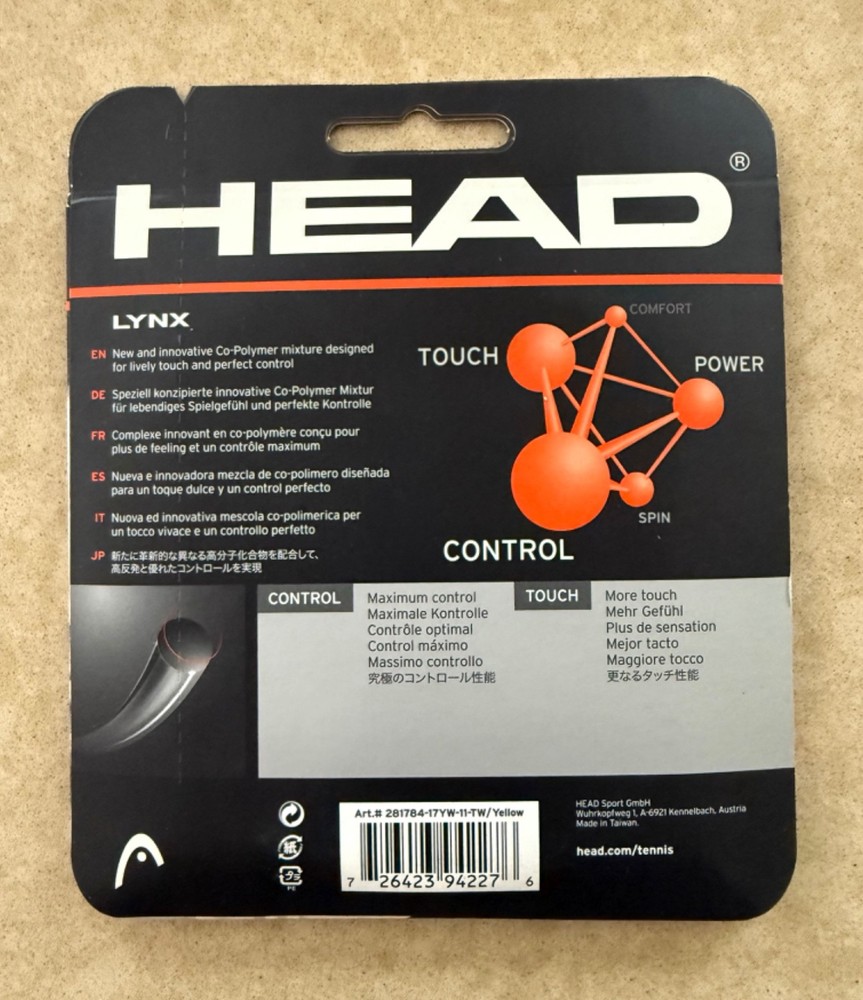 HEAD®
LYNX
EN New and innovative Co-Polymer mixture designed
for lively touch and perfect control
DE Speziell konzipierte innovative Co-Polymer Mixtur
für lebendiges Spielgefühl und perfekte Kontrolle
FR Complexe innovant en co-polymère conçu pour
plus de feeling et un contrôle maximum
ES Nueva e innovadora mezcla de co-polimero diseñada
para un toque dulce y un control perfecto
IT Nuova ed innovativa mescola co-polimerica per
un tocco vivace e un controllo perfetto
JP 新たに革新的な異なる高分子化合物を配合して、
高反発と優れたコントロールを実現
COMFORT
TOUCH
POWER
SPIN
CONTROL
CONTROL
Maximum control
Maximale Kontrolle
Contrôle optimal
Control máximo
Massimo controllo
究極のコントロール性能
TOUCH
More touch
Mehr Gefühl
Plus de sensation
Mejor tacto
Maggiore tocco
更なるタッチ性能
紙
プラ
PE
Art.# 281784-17YW-11-TW/Yellow
7 26423 94227 6
HEAD Sport GmbH
Wuhrkopfweg 1, A-6921 Kennelbach, Austria
Made in Taiwan.
head.com/tennis